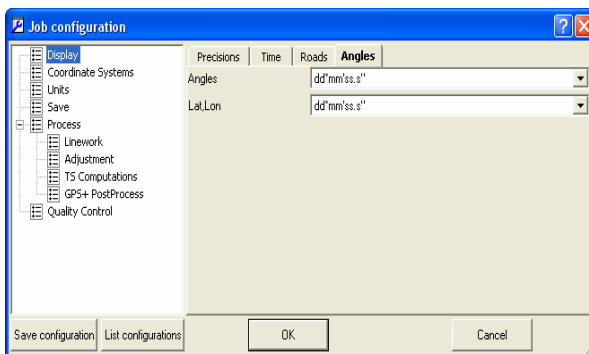 Job configuration
Display
Coordinate Systems
Units
Save
Process
Linework
Adjustment
TS Computations
GPS+ PostProcess
Quality Control
Precisions Time Roads Angles
Angles dd°mm'ss.s"
Lat,Lon dd°mm'ss.s"
Save configuration List configurations OK Cancel